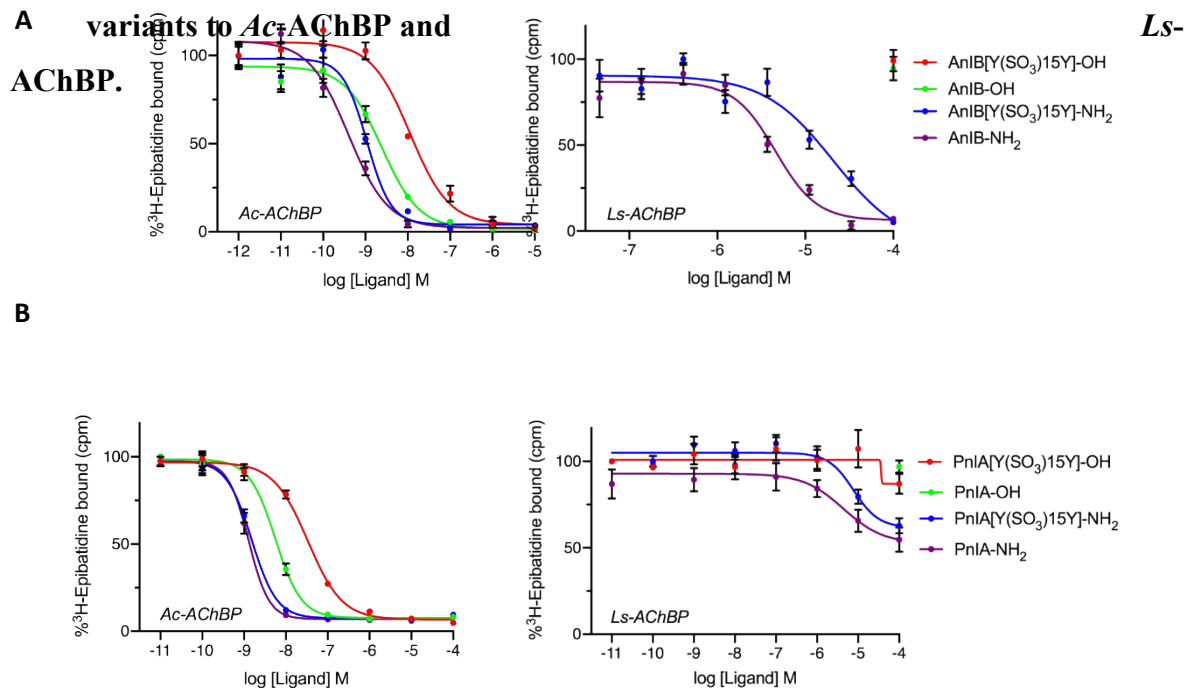 A variants to Ac-AChBP and Ls-
AChBP.
%³H-Epibatidine bound (cpm)
100
50
0
Ac-AChBP
-12 -11 -10 -9 -8 -7 -6 -5
log [Ligand] M
%³H-Epibatidine bound (cpm)
100
50
0
Ls-AChBP
-7 -6 -5 -4
log [Ligand] M
AnIB[Y(SO₃)15Y]-OH
AnIB-OH
AnIB[Y(SO₃)15Y]-NH₂
AnIB-NH₂
B
%³H-Epibatidine bound (cpm)
100
50
0
Ac-AChBP
-11 -10 -9 -8 -7 -6 -5 -4
log [Ligand] M
%³H-Epibatidine bound (cpm)
100
50
0
Ls-AChBP
-11 -10 -9 -8 -7 -6 -5 -4
log [Ligand] M
PnIA[Y(SO₃)15Y]-OH
PnIA-OH
PnIA[Y(SO₃)15Y]-NH₂
PnIA-NH₂